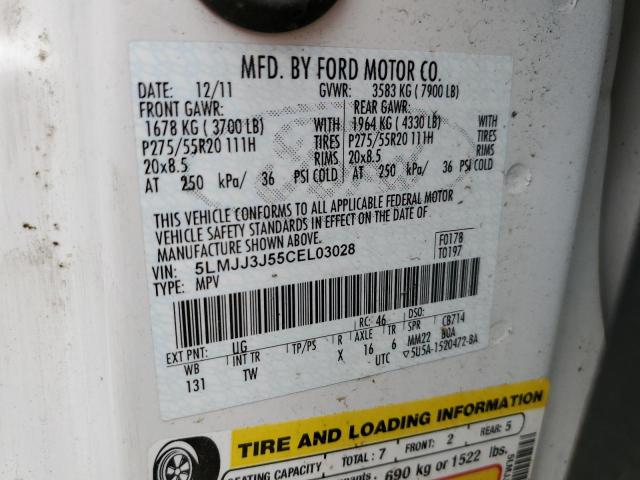 MFD. BY FORD MOTOR CO.
DATE: 12/11 GVWR: 3583 KG (7900 LB)
FRONT GAWR: REAR GAWR:
1678 KG (3700 LB) WITH 1964 KG (4330 LB) WITH
P275/55R20 111H TIRES P275/55R20 111H TIRES
20x8.5 RIMS 20x8.5 RIMS
AT 250 kPa/ 36 PSI COLD AT 250 kPa/ 36 PSI COLD
THIS VEHICLE CONFORMS TO ALL APPLICABLE FEDERAL MOTOR
VEHICLE SAFETY STANDARDS IN EFFECT ON THE DATE OF
MANUFACTURE SHOWN ABOVE.
VIN: 5LMJJ3J55CEL03028 F0178
TYPE: MPV T0197
EXT PNT: UG RC: 46 DSO:
WB INT TR TP/PS R AXLE TR SPR CB714
131 TW X 16 6 MM22 BOA
UTC ▽5U5A-1520472-BA
TIRE AND LOADING INFORMATION
SEATING CAPACITY TOTAL: 7 FRONT: 2 REAR: 5
690 kg or 1522 lbs.